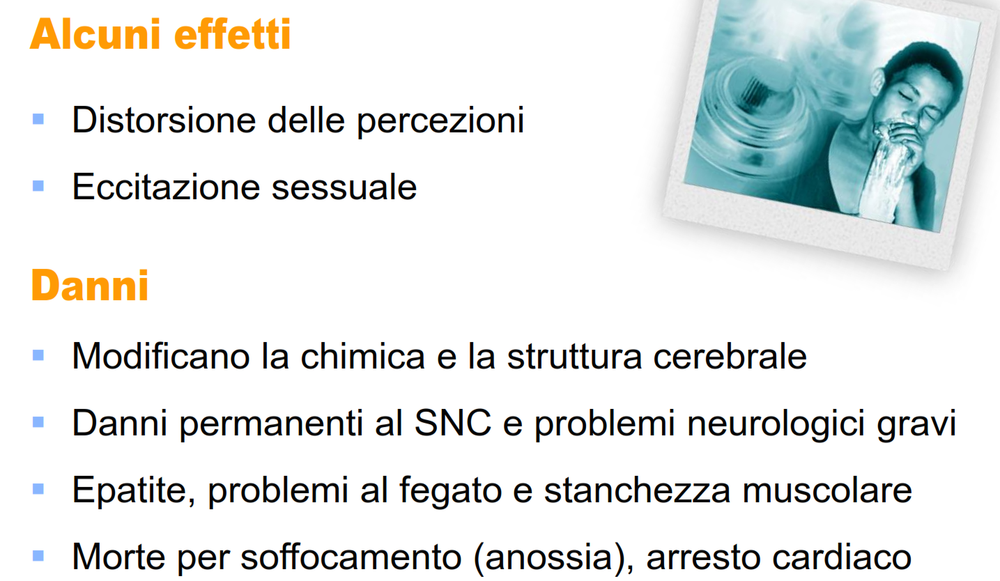 Alcuni effetti
Distorsione delle percezioni
Eccitazione sessuale
Danni
Modificano la chimica e la struttura cerebrale
Danni permanenti al SNC e problemi neurologici gravi
Epatite, problemi al fegato e stanchezza muscolare
Morte per soffocamento (anossia), arresto cardiaco